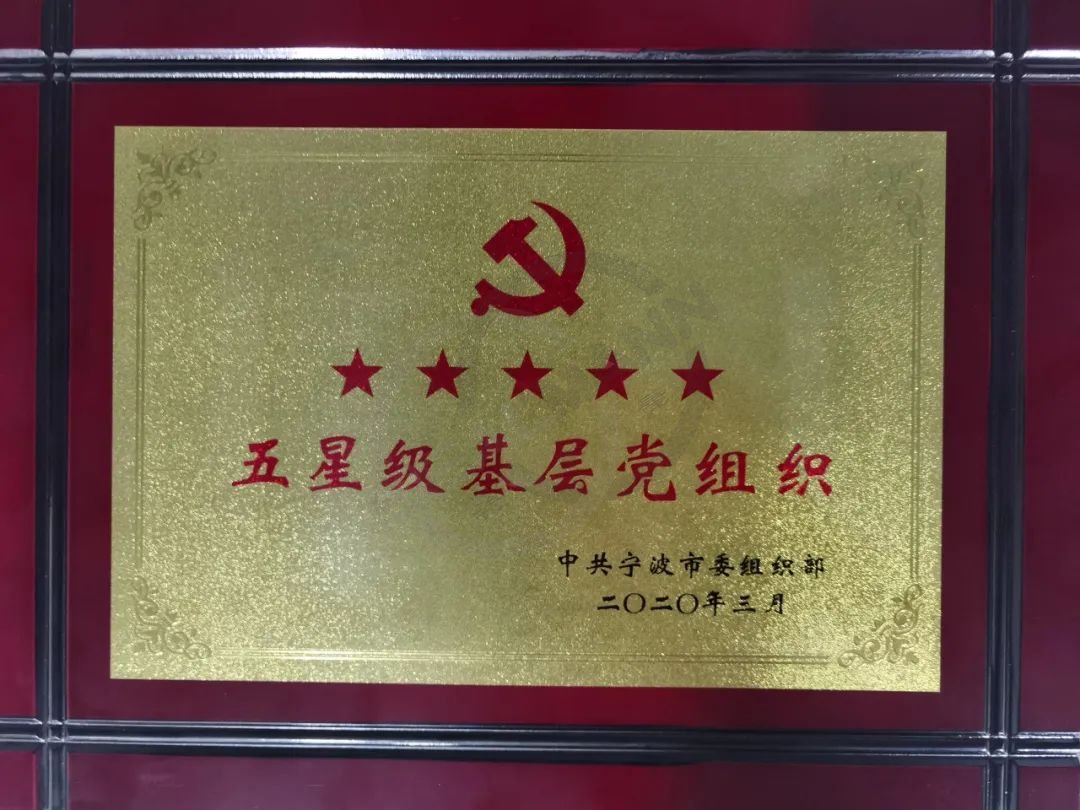 五星级基层党组织
中共宁波市委组织部
二〇二〇年三月